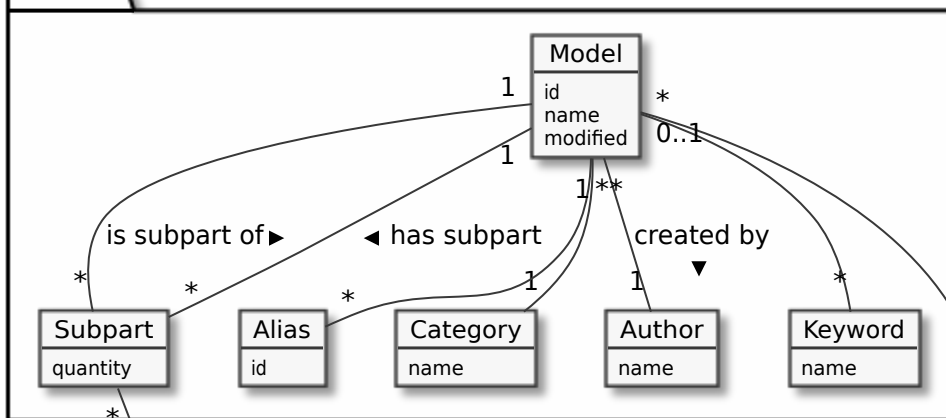 Model
id
name
modified
1
*
0..1
1
1
*
*
is subpart of ▶
◀ has subpart
created by
▼
*
*
*
1
1
*
Subpart
quantity
Alias
id
Category
name
Author
name
Keyword
name
*